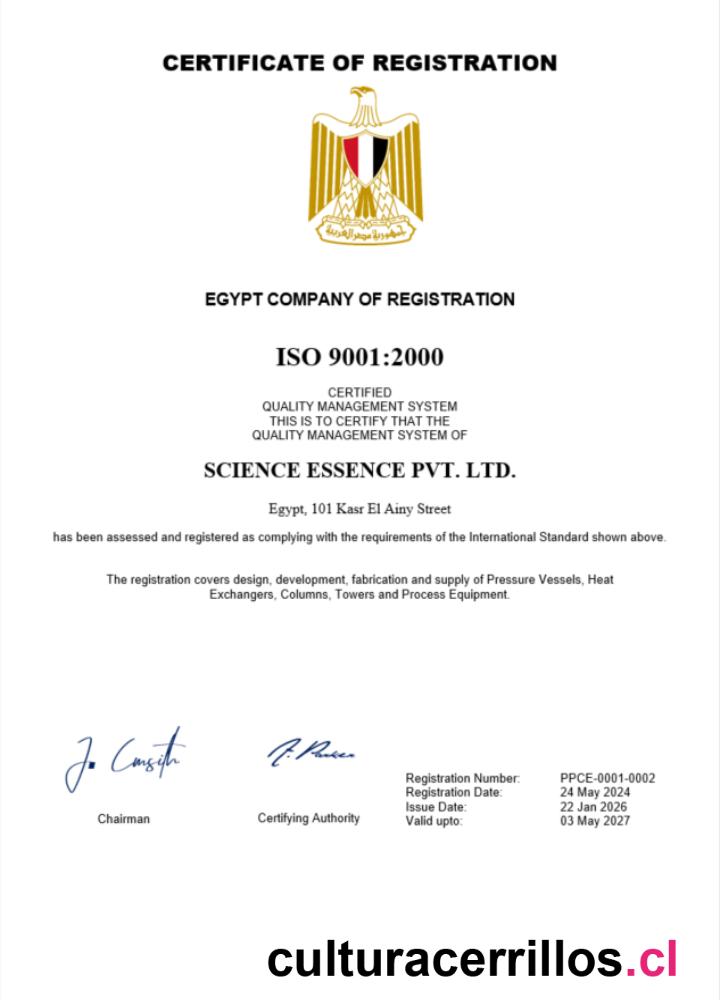 CERTIFICATE OF REGISTRATION
جمهورية مصر العربية
EGYPT COMPANY OF REGISTRATION
ISO 9001:2000
CERTIFIED
QUALITY MANAGEMENT SYSTEM
THIS IS TO CERTIFY THAT THE
QUALITY MANAGEMENT SYSTEM OF
SCIENCE ESSENCE PVT. LTD.
Egypt, 101 Kasr El Ainy Street
has been assessed and registered as complying with the requirements of the International Standard shown above.
The registration covers design, development, fabrication and supply of Pressure Vessels, Heat
Exchangers, Columns, Towers and Process Equipment.
Chairman
Certifying Authority
Registration Number: PPCE-0001-0002
Registration Date: 24 May 2024
Issue Date: 22 Jan 2026
Valid upto: 03 May 2027
culturacerrillos.cl